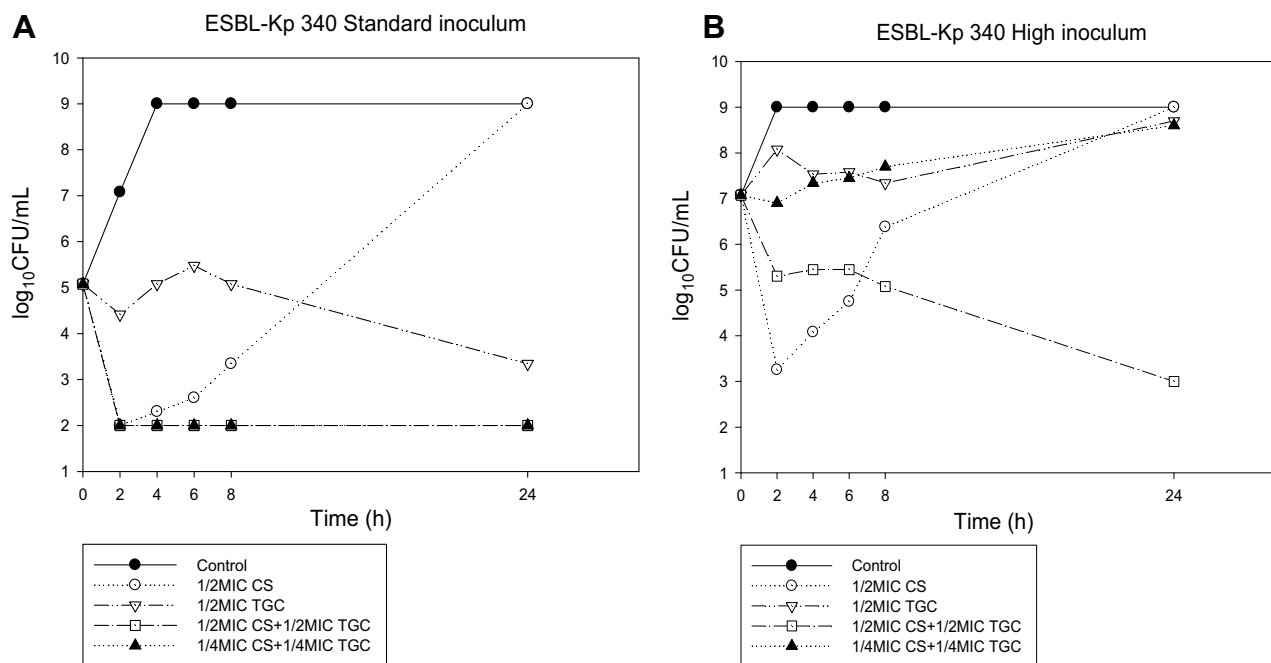 A
ESBL-Kp 340 Standard inoculum
log₁₀CFU/mL
10
9
8
7
6
5
4
3
2
1
0 2 4 6 8 24
Time (h)
Control
1/2MIC CS
1/2MIC TGC
1/2MIC CS+1/2MIC TGC
1/4MIC CS+1/4MIC TGC
B
ESBL-Kp 340 High inoculum
log₁₀CFU/mL
10
9
8
7
6
5
4
3
2
1
0 2 4 6 8 24
Time (h)
Control
1/2MIC CS
1/2MIC TGC
1/2MIC CS+1/2MIC TGC
1/4MIC CS+1/4MIC TGC